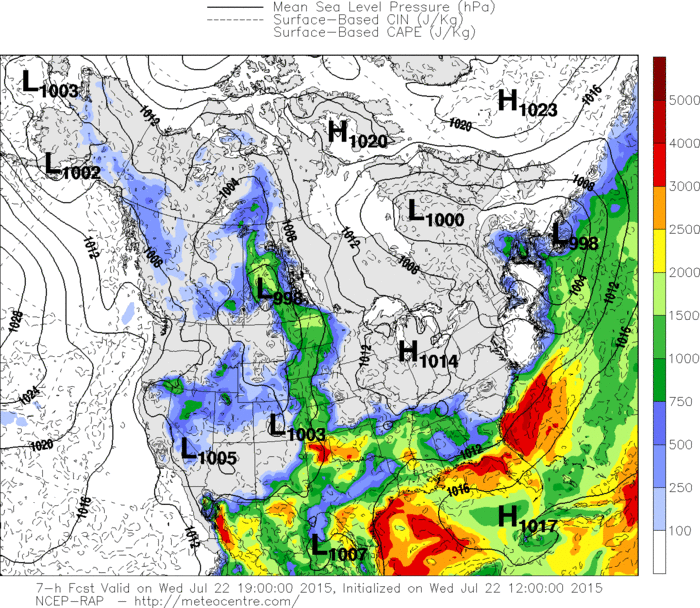 Mean Sea Level Pressure (hPa)
Surface-Based CIN (J/Kg)
Surface-Based CAPE (J/Kg)
L1003
1012
H1023
1016
1020
H1020
L1002
1004
1008
L1000
1012
1008
1012
1008
1008
L998
L998
1004
1012
1016
1028
1012
H1014
1024
1020
L1003
L1005
1012
1016
1016
H1017
1012
L1007
5000
4000
3000
2500
2000
1500
1000
750
500
250
100
7-h Fcst Valid on Wed Jul 22 19:00:00 2015, Initialized on Wed Jul 22 12:00:00 2015
NCEP-RAP – http://meteocentre.com/